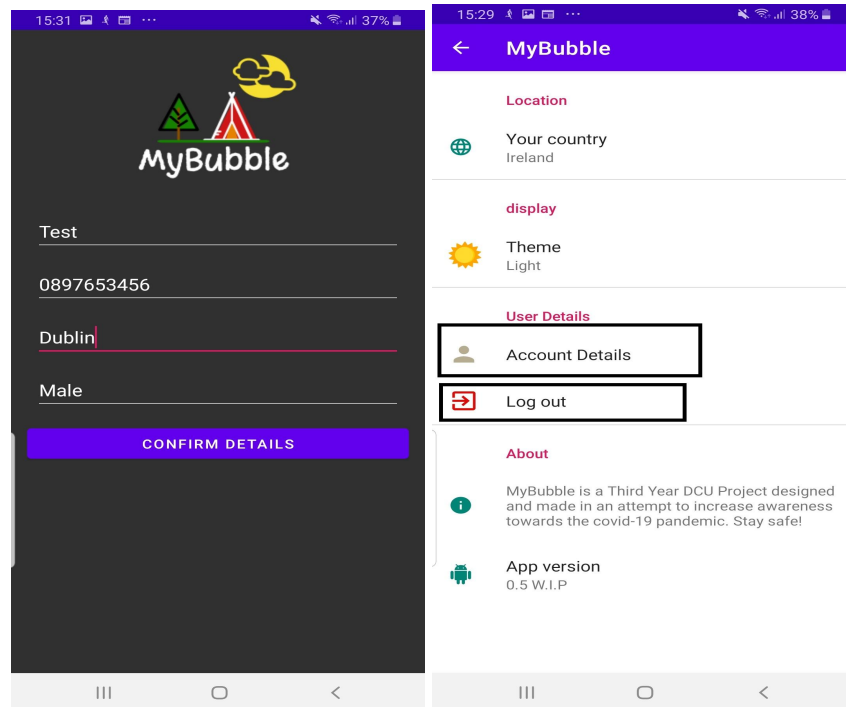 15:31 37%
MyBubble
Test
0897653456
Dublin
Male
CONFIRM DETAILS
15:29 38%
MyBubble
Location
Your country
Ireland
display
Theme
Light
User Details
Account Details
Log out
About
MyBubble is a Third Year DCU Project designed
and made in an attempt to increase awareness
towards the covid-19 pandemic. Stay safe!
App version
0.5 W.I.P